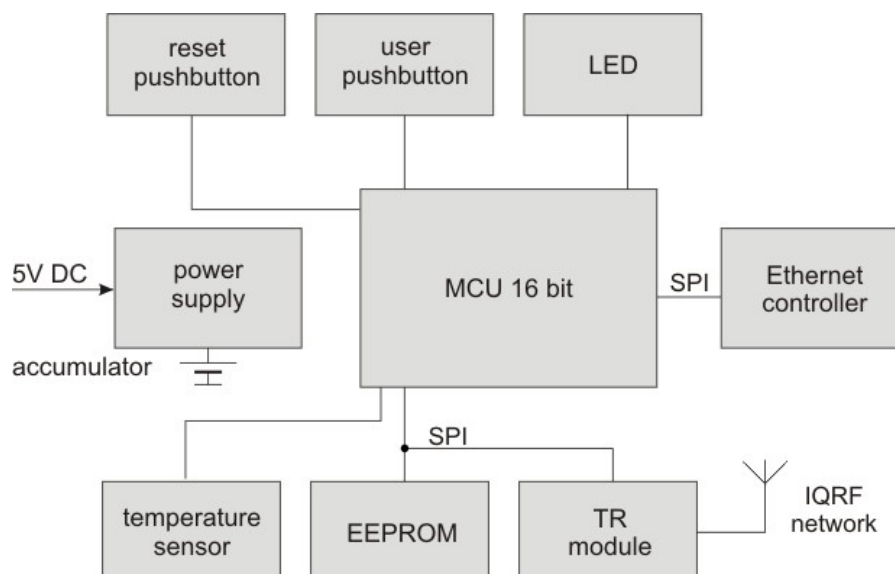 reset
pushbutton
user
pushbutton
LED
5V DC
power
supply
accumulator
MCU 16 bit
SPI
Ethernet
controller
SPI
temperature
sensor
EEPROM
TR
module
IQRF
network